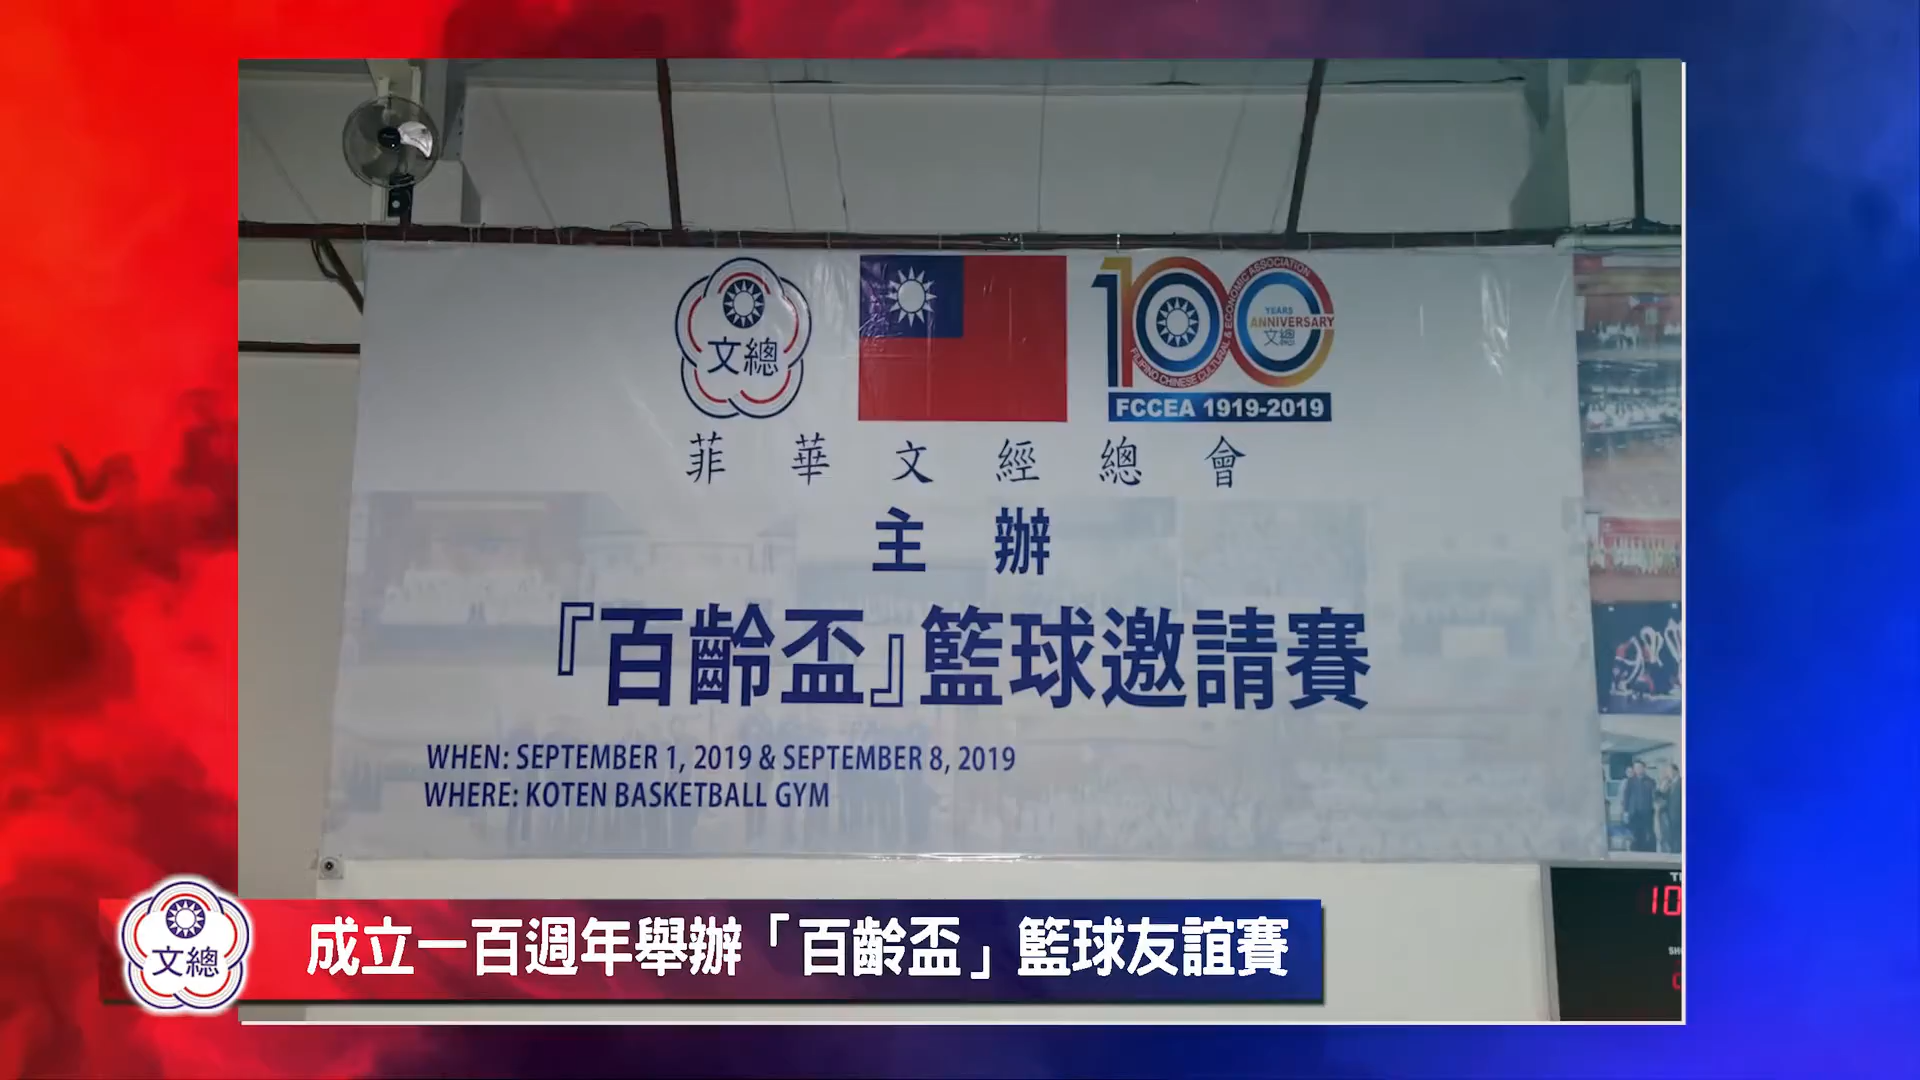 文總
100
YEARS
ANNIVERSARY
文總
FILIPINO CHINESE CULTURAL & ECONOMIC ASSOCIATION
FCCEA 1919-2019
菲華文經總會
主辦
『百齡盃』籃球邀請賽
WHEN: SEPTEMBER 1, 2019 & SEPTEMBER 8, 2019
WHERE: KOTEN BASKETBALL GYM
10
文總
成立一百週年舉辦「百齡盃」籃球友誼賽